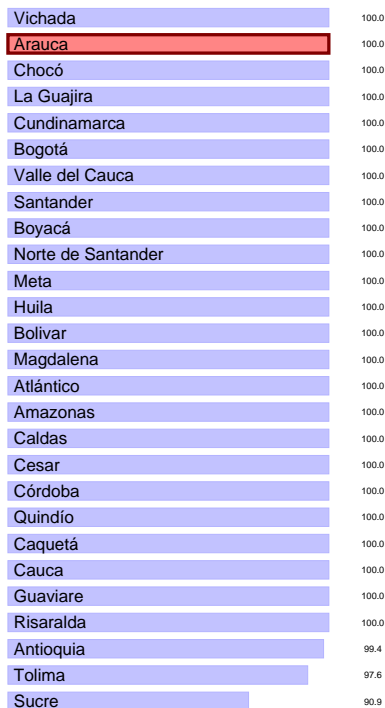 Vichada 100.0
Arauca 100.0
Chocó 100.0
La Guajira 100.0
Cundinamarca 100.0
Bogotá 100.0
Valle del Cauca 100.0
Santander 100.0
Boyacá 100.0
Norte de Santander 100.0
Meta 100.0
Huila 100.0
Bolivar 100.0
Magdalena 100.0
Atlántico 100.0
Amazonas 100.0
Caldas 100.0
Cesar 100.0
Córdoba 100.0
Quindío 100.0
Caquetá 100.0
Cauca 100.0
Guaviare 100.0
Risaralda 100.0
Antioquia 99.4
Tolima 97.6
Sucre 90.9